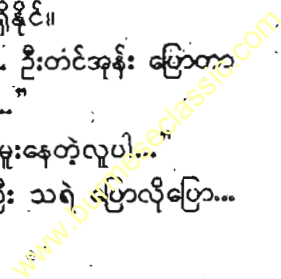 ရှိနိုင်။
ဦးတင်အုန်း ပြောတာ
မူးနေတဲ့လူပါ..."
သရဲ ပြောလိုပြော...
www.burmeseclassic.com